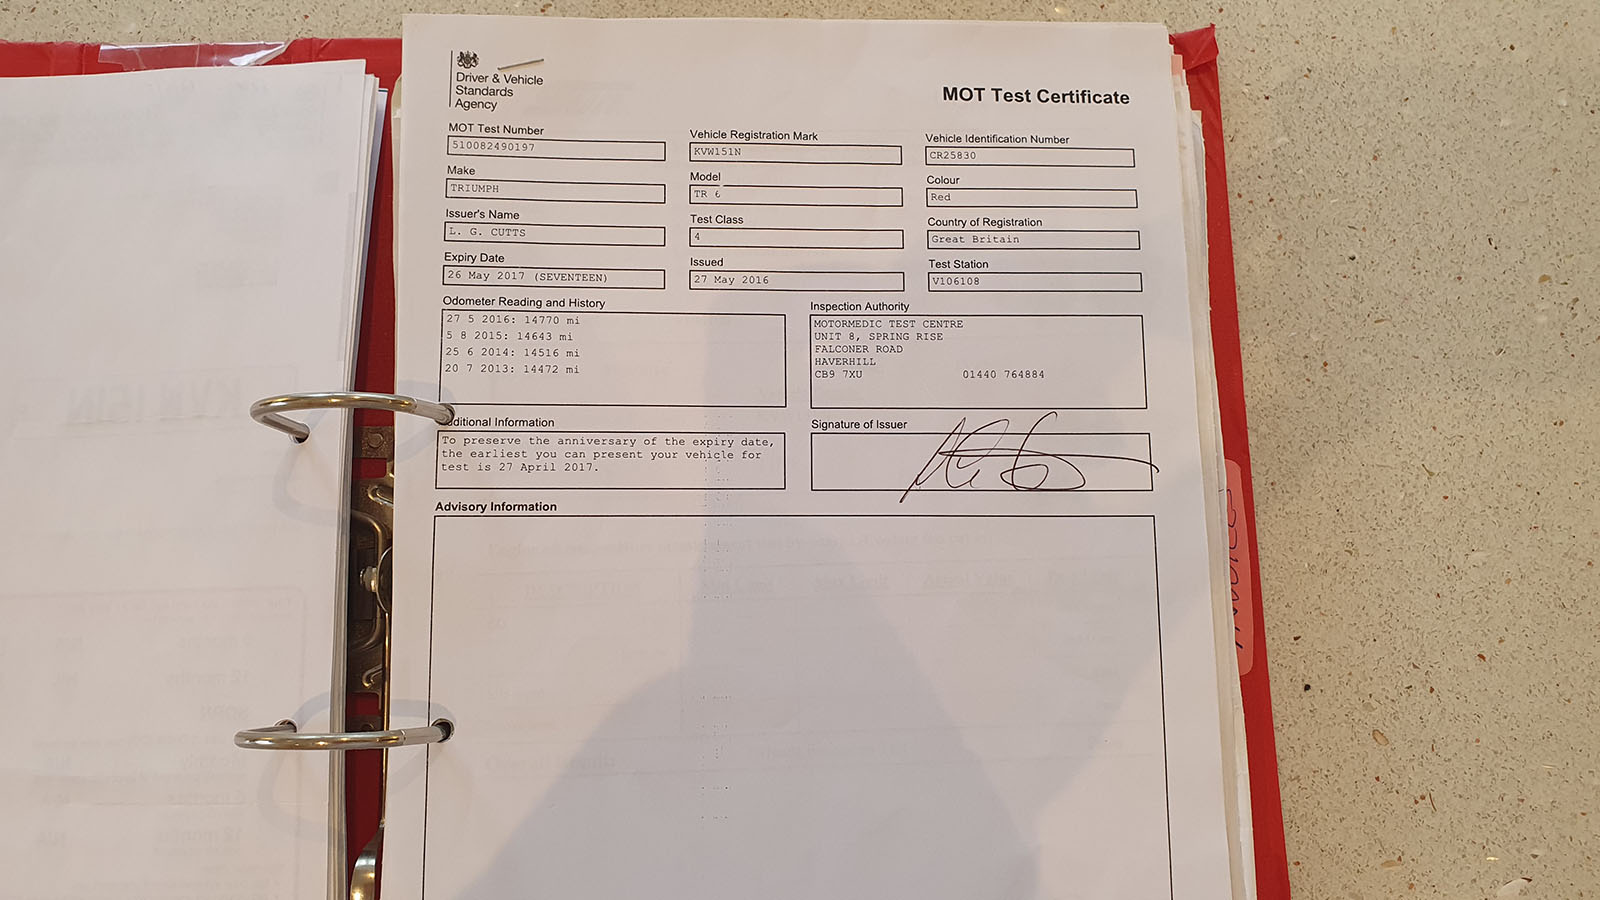 Driver & Vehicle
Standards
Agency
MOT Test Certificate
MOT Test Number
510082490197
Vehicle Registration Mark
KVW151N
Vehicle Identification Number
CR25830
Make
TRIUMPH
Model
TR 6
Colour
Red
Issuer's Name
L. G. CUTTS
Test Class
4
Country of Registration
Great Britain
Expiry Date
26 May 2017 (SEVENTEEN)
Issued
27 May 2016
Test Station
V106108
Odometer Reading and History
27 5 2016: 14770 mi
5 8 2015: 14643 mi
25 6 2014: 14516 mi
20 7 2013: 14472 mi
Inspection Authority
MOTORMEDIC TEST CENTRE
UNIT 8, SPRING RISE
FALCONER ROAD
HAVERHILL
CB9 7XU 01440 764884
Additional Information
To preserve the anniversary of the expiry date,
the earliest you can present your vehicle for
test is 27 April 2017.
Signature of Issuer
Advisory Information